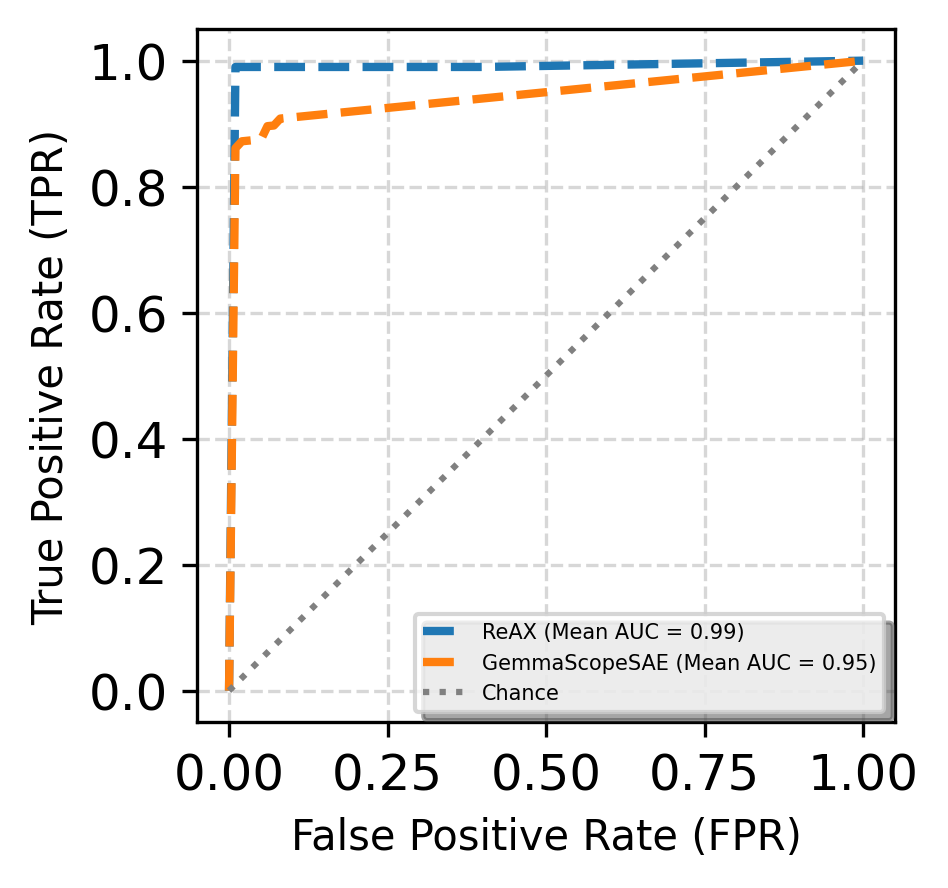 1.0
0.8
0.6
0.4
0.2
0.0
True Positive Rate (TPR)
ReAX (Mean AUC = 0.99)
GemmaScopeSAE (Mean AUC = 0.95)
Chance
0.00 0.25 0.50 0.75 1.00
False Positive Rate (FPR)